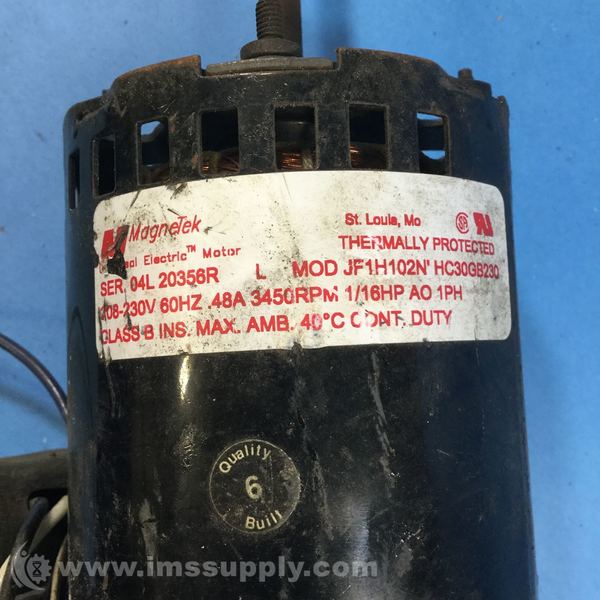 MagneTek
St. Louis, Mo
Electric™ Motor
THERMALLY PROTECTED
SER. 04L 20356R L MOD JF1H102N' HC30GB230
208-230V 60HZ .48A 3450RPM 1/16HP AO 1PH
CLASS B INS. MAX. AMB. 40°C CONT. DUTY
Quality
6
Built
www.imssupply.com